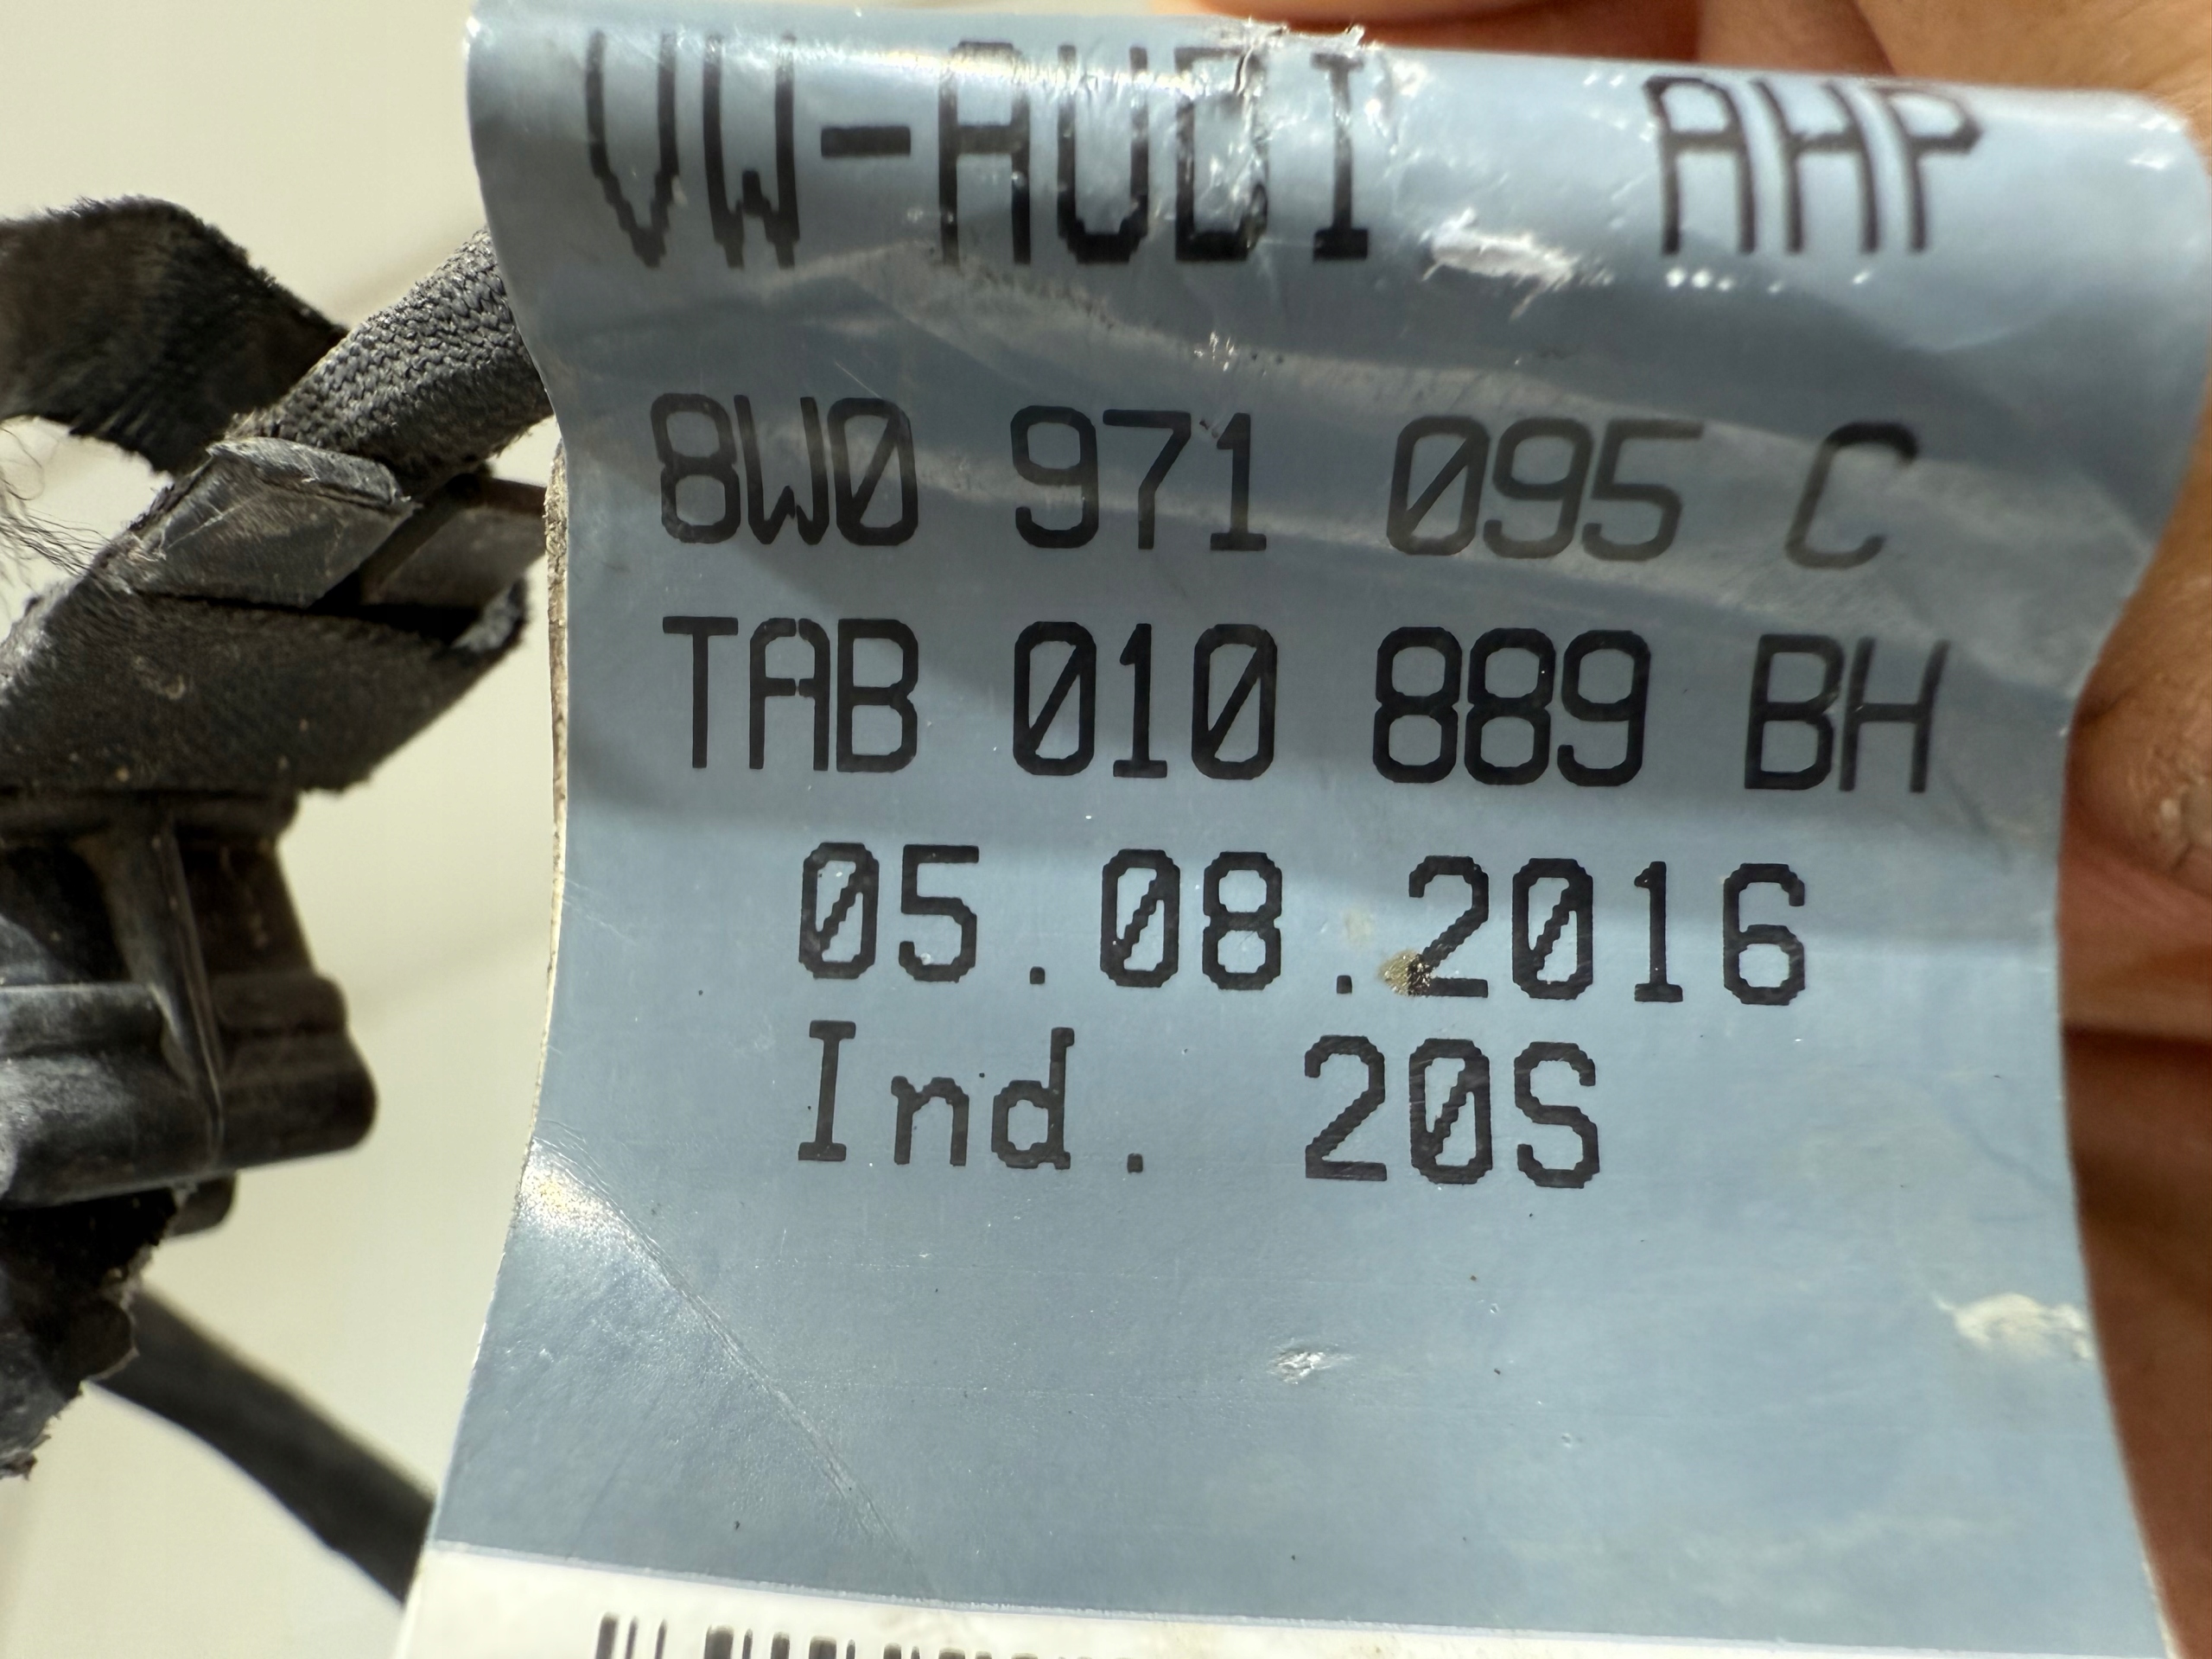 VW-AUDI AHP
8W0 971 095 C
TAB 010 889 BH
05.08.2016
Ind. 20S